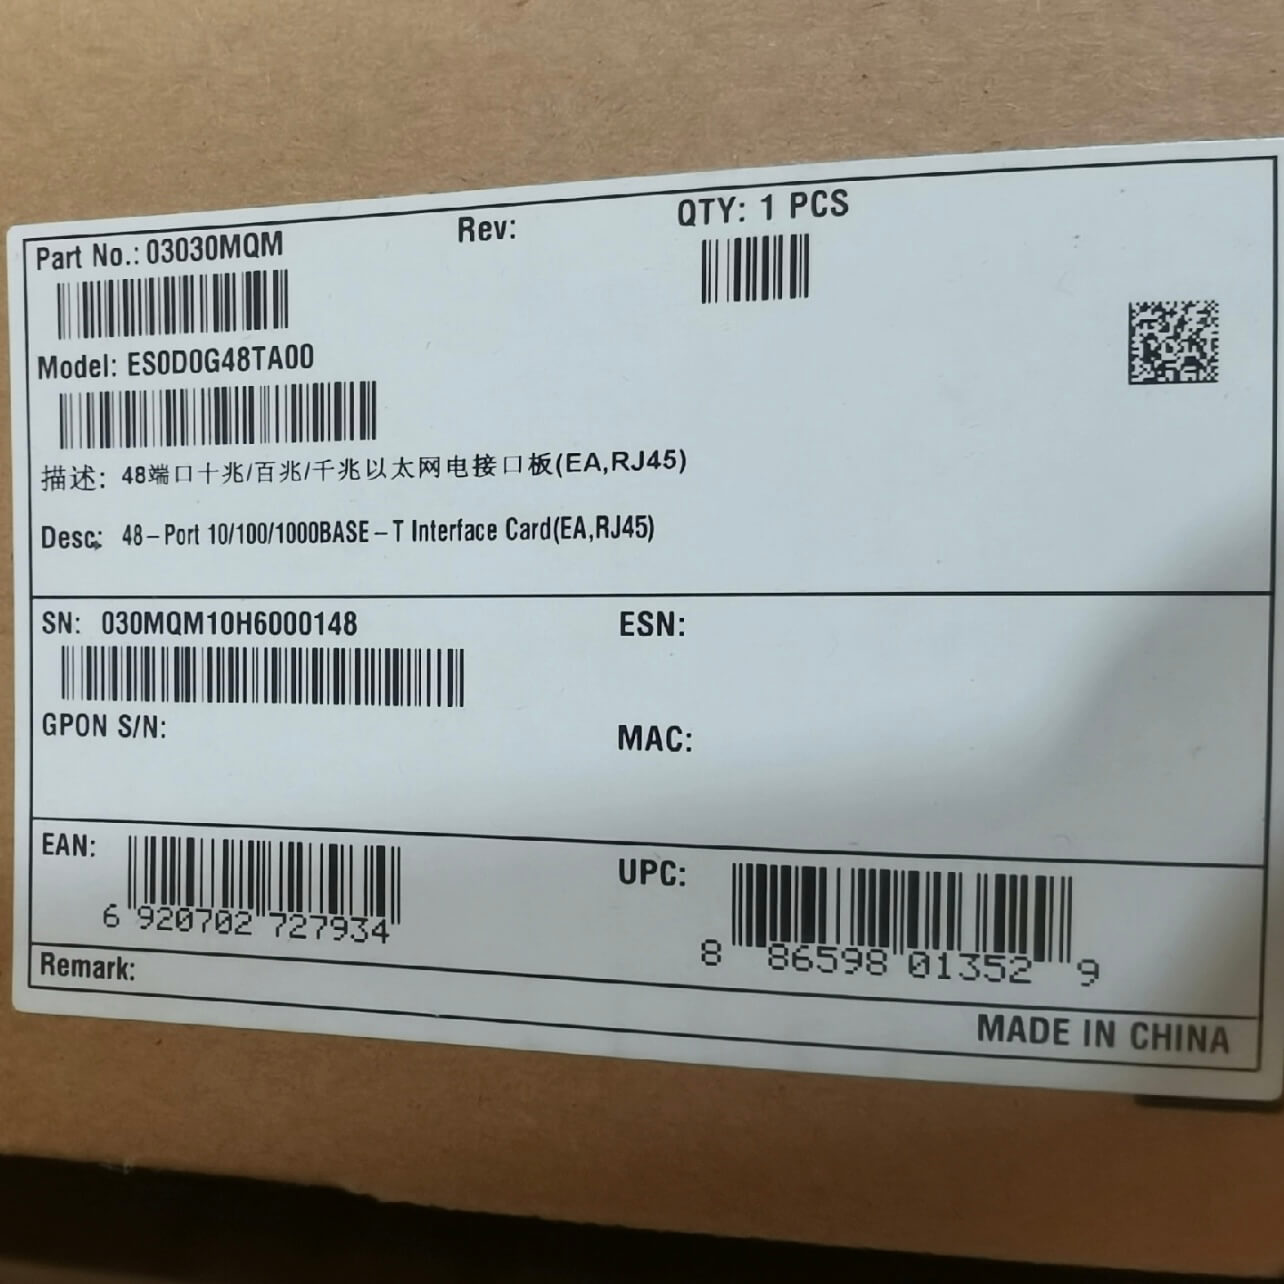 Part No.: 03030MQM
Rev:
QTY: 1 PCS
Model: ES0D0G48TA00
描述: 48端口十兆/百兆/千兆以太网电接口板(EA,RJ45)
Desc: 48-Port 10/100/1000BASE-T Interface Card(EA,RJ45)
SN: 030MQM10H6000148
ESN:
GPON S/N:
MAC:
EAN:
6 920702 727934
UPC:
8 86598 01352 9
Remark:
MADE IN CHINA